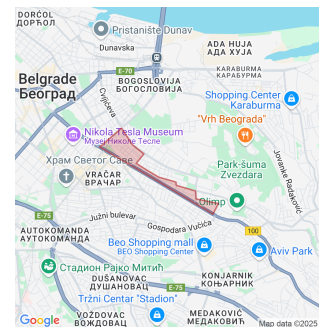 DORĆOL
ДОРЋОЛ
Pristanište Dunav
Dunavska
ADA HUJA
АДА ХУЈА
E-70
KARABURMA
КАРАБУРМА
Belgrade
Београд
BOGOSLOVIJA
БОГОСЛОВИЈА
Cvijićeva
Shopping Center
Karaburma
"Vrh Beograda"
Nikola Tesla Museum
Музеј Николе Тесле
Jovanke Radaković
Храм Светог Саве
Park-šuma
Zvezdara
VRAČAR
ВРАЧАР
Olimp
E-75
Južni bulevar
Gospodara Vučića
100
AUTOKOMANDA
АУТОКОМАНДА
Beo Shopping mall
BEO Shopping Center
Avio Park
Стадион Рајко Митић
DUŠANOVAC
ДУШАНОВАЦ
KONJARNIK
КОЊАРНИК
Tržni Centar "Stadion"
VOŽDOVAC
ВОЖДОВАЦ
MEDAKOVIĆ
МЕДАКОВИЋ
Google
Map data ©2025